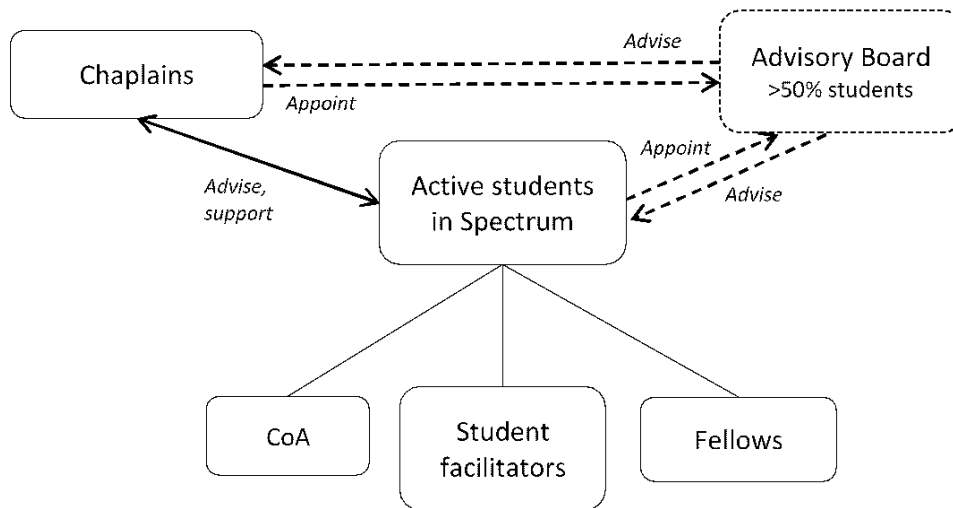 Chaplains
Advise
Appoint
Advisory Board
>50% students
Advise,
support
Active students
in Spectrum
Appoint
Advise
CoA
Student
facilitators
Fellows